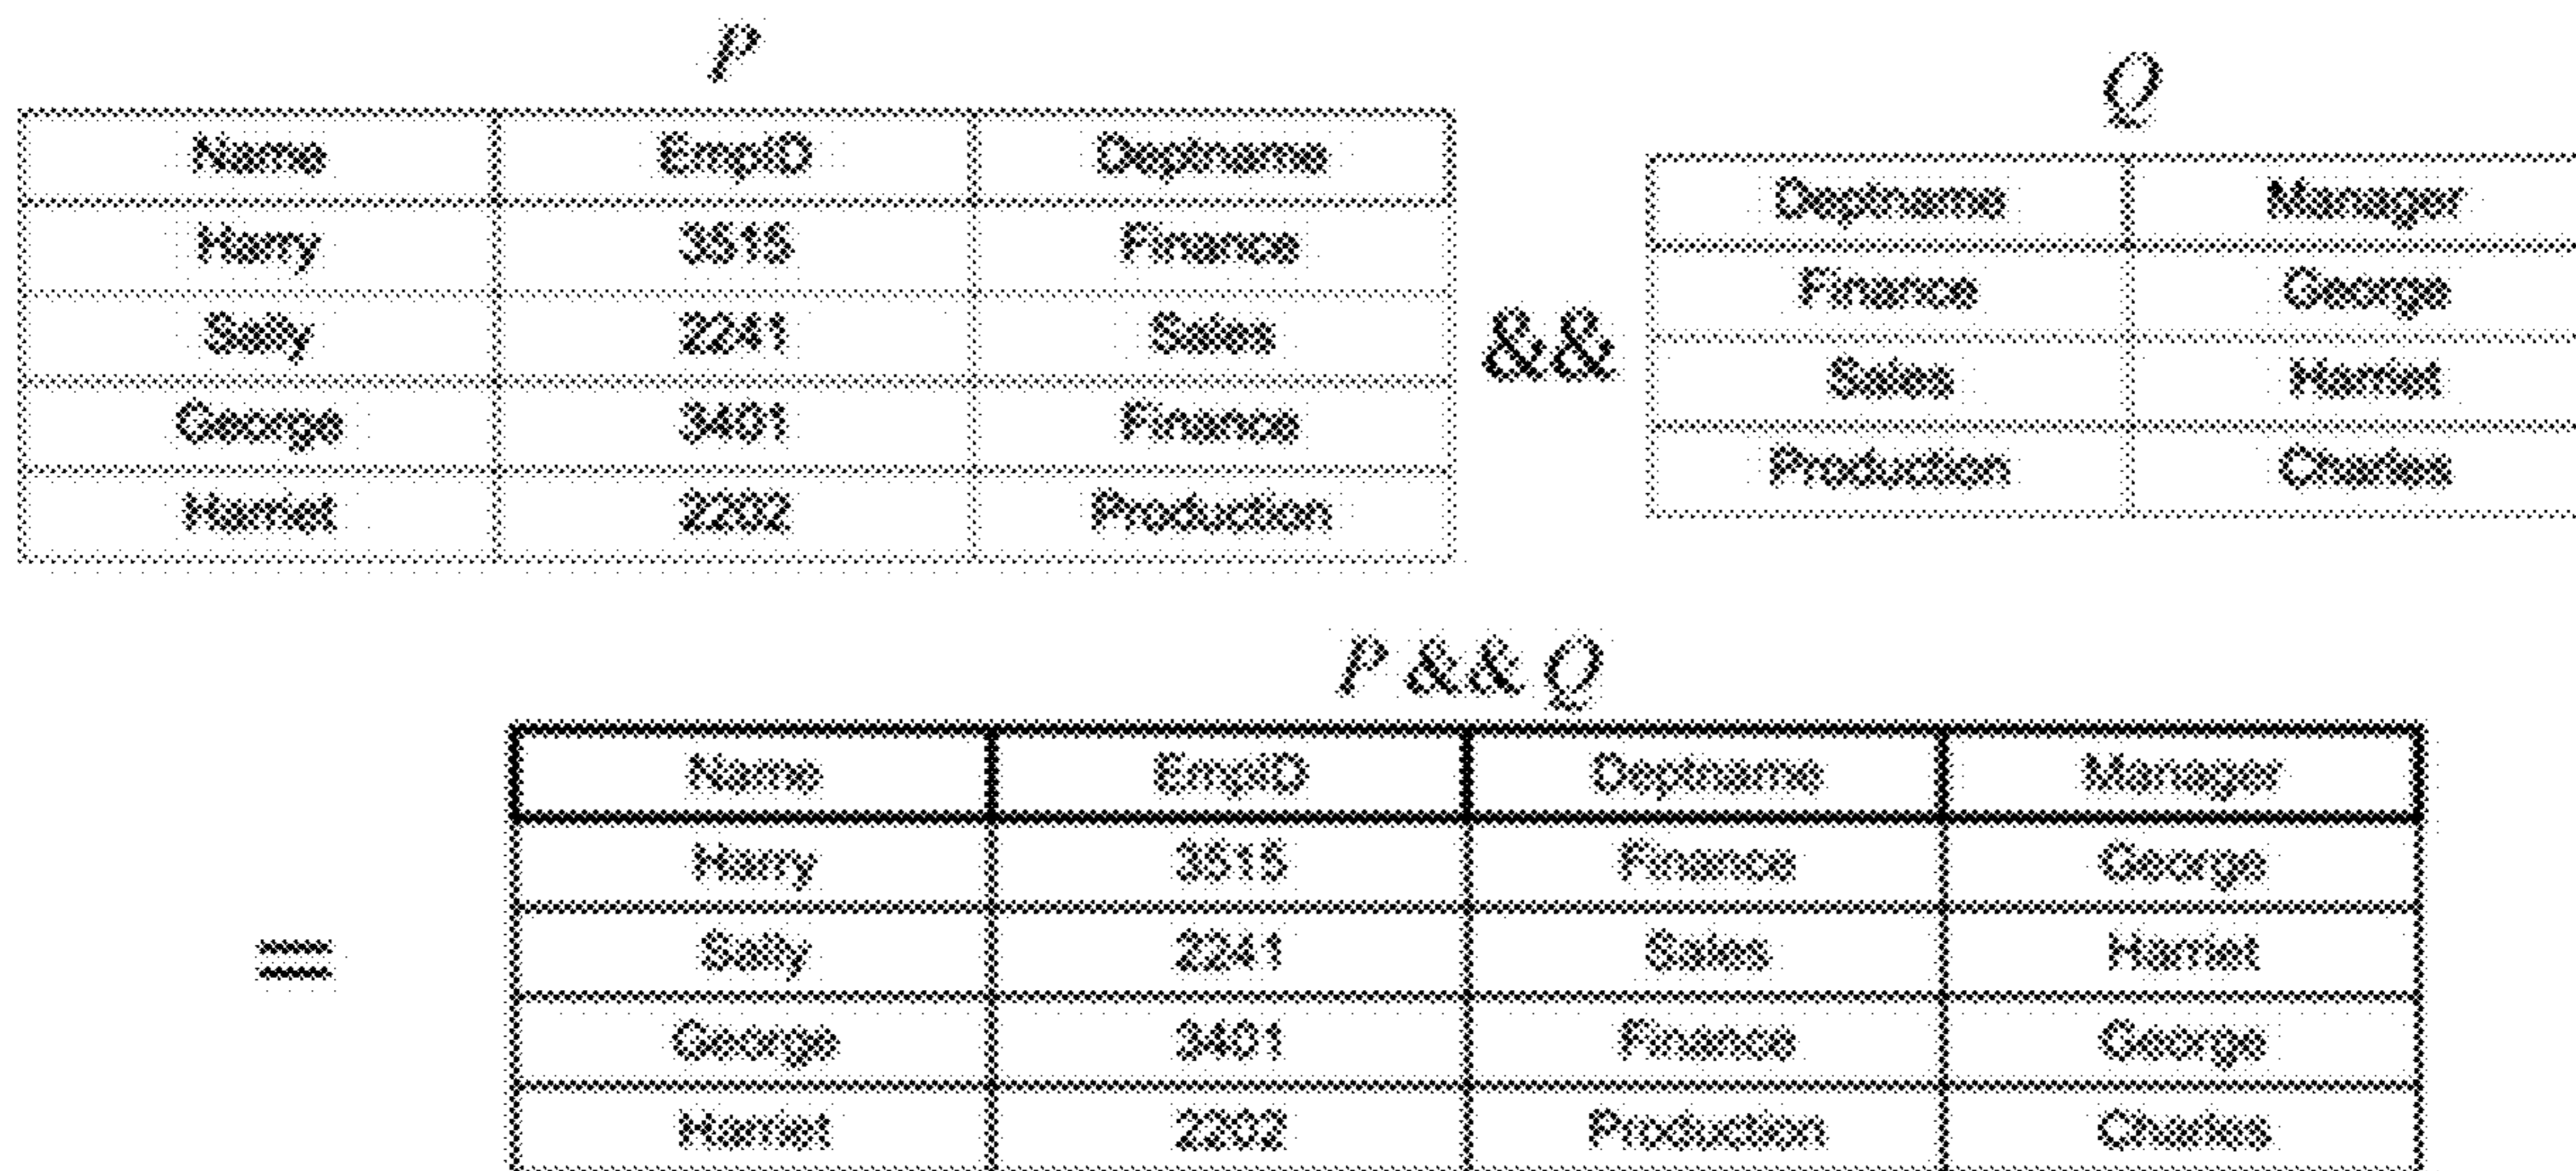 P
Name EmpID Deptname
Harry 3515 Finance
Sally 2241 Sales
George 3401 Finance
Harriet 2202 Production
&&
Q
Deptname Manager
Finance George
Sales Harriet
Production Charles
P && Q
=
Name EmpID Deptname Manager
Harry 3515 Finance George
Sally 2241 Sales Harriet
George 3401 Finance George
Harriet 2202 Production Charles